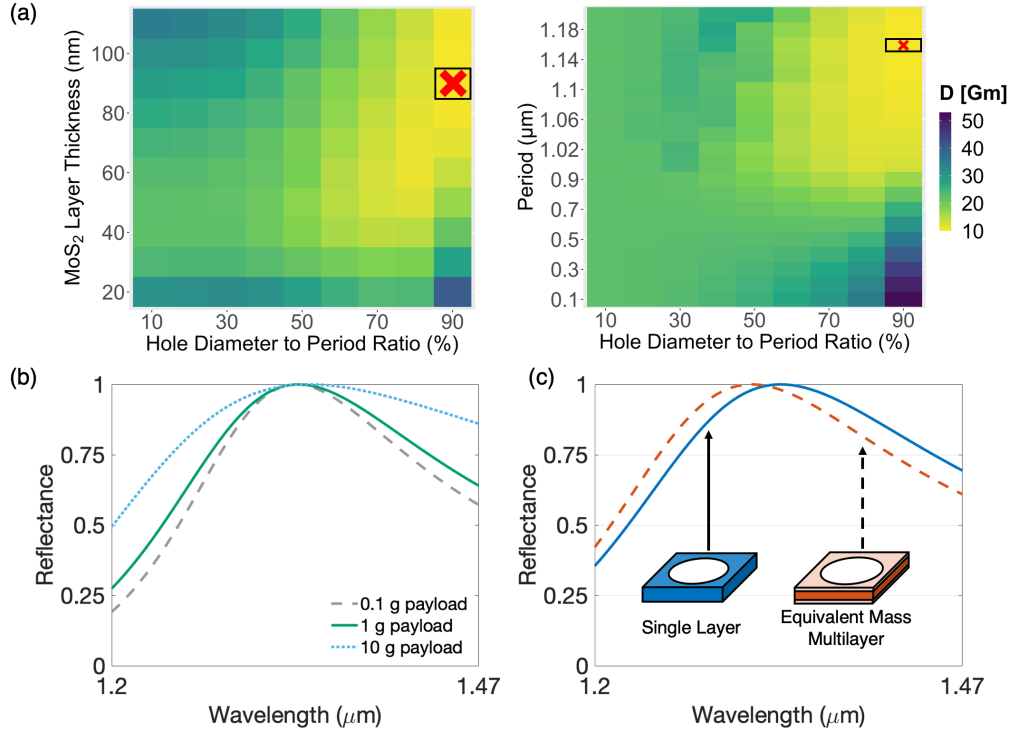 (a)
MoS2 Layer Thickness (nm)
100
80
60
40
20
10 30 50 70 90
Hole Diameter to Period Ratio (%)
Period (μm)
1.18
1.14
1.1
1.06
1.02
0.9
0.7
0.5
0.3
0.1
10 30 50 70 90
Hole Diameter to Period Ratio (%)
D [Gm]
50
40
30
20
10
(b)
Reflectance
1
0.75
0.5
0.25
0
0.1 g payload
1 g payload
10 g payload
1.2 1.47
Wavelength (μm)
(c)
Reflectance
1
0.75
0.5
0.25
0
Single Layer
Equivalent Mass
Multilayer
1.2 1.47
Wavelength (μm)